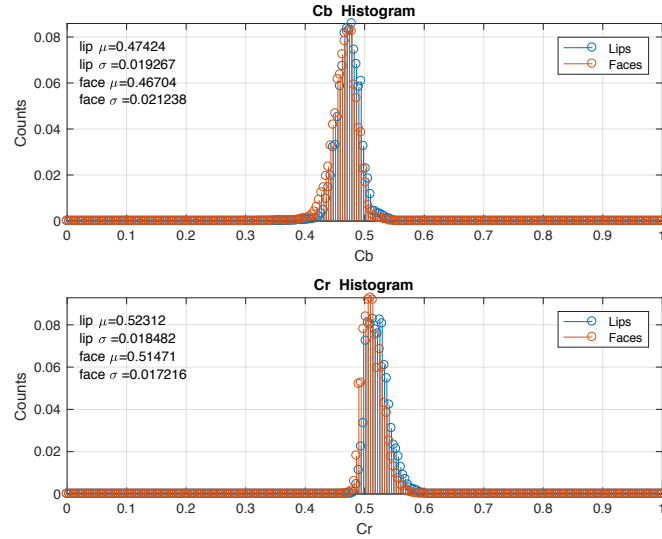 Cb Histogram
lip μ=0.47424
lip σ=0.019267
face μ=0.46704
face σ=0.021238
Lips
Faces
Counts
0.08
0.06
0.04
0.02
0
0 0.1 0.2 0.3 0.4 0.5 0.6 0.7 0.8 0.9 1
Cb
Cr Histogram
lip μ=0.52312
lip σ=0.018482
face μ=0.51471
face σ=0.017216
Lips
Faces
Counts
0.08
0.06
0.04
0.02
0
0 0.1 0.2 0.3 0.4 0.5 0.6 0.7 0.8 0.9 1
Cr